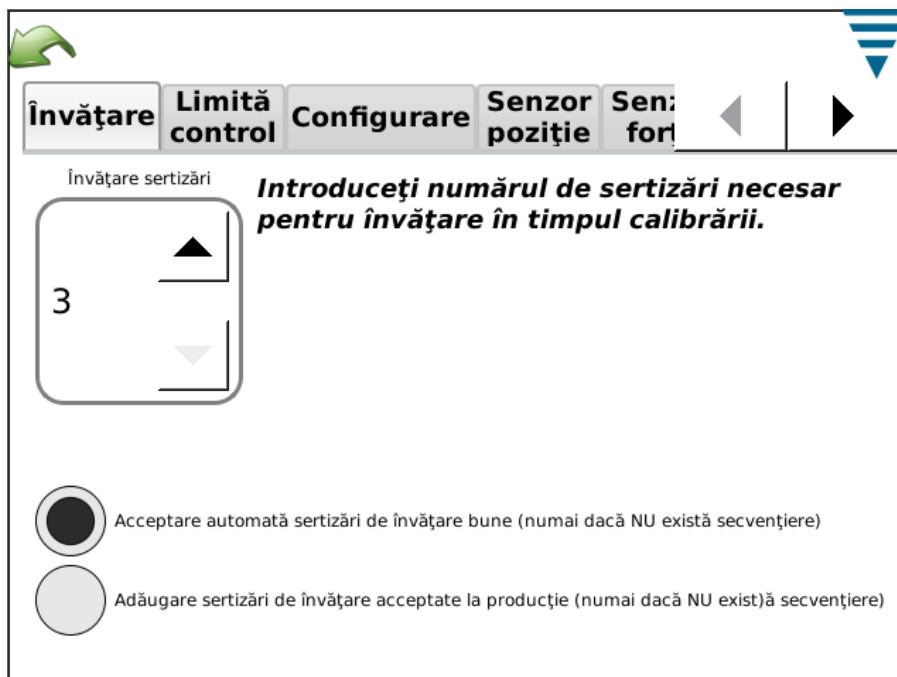 Învăţare
Limită
control
Configurare
Senzor
poziţie
Învăţare sertizări
Introduceţi numărul de sertizări necesar
pentru învăţare în timpul calibrării.
3
Acceptare automată sertizări de învăţare bune (numai dacă NU există secvenţiere)
Adăugare sertizări de învăţare acceptate la producţie (numai dacă NU exist)ă secvenţiere)